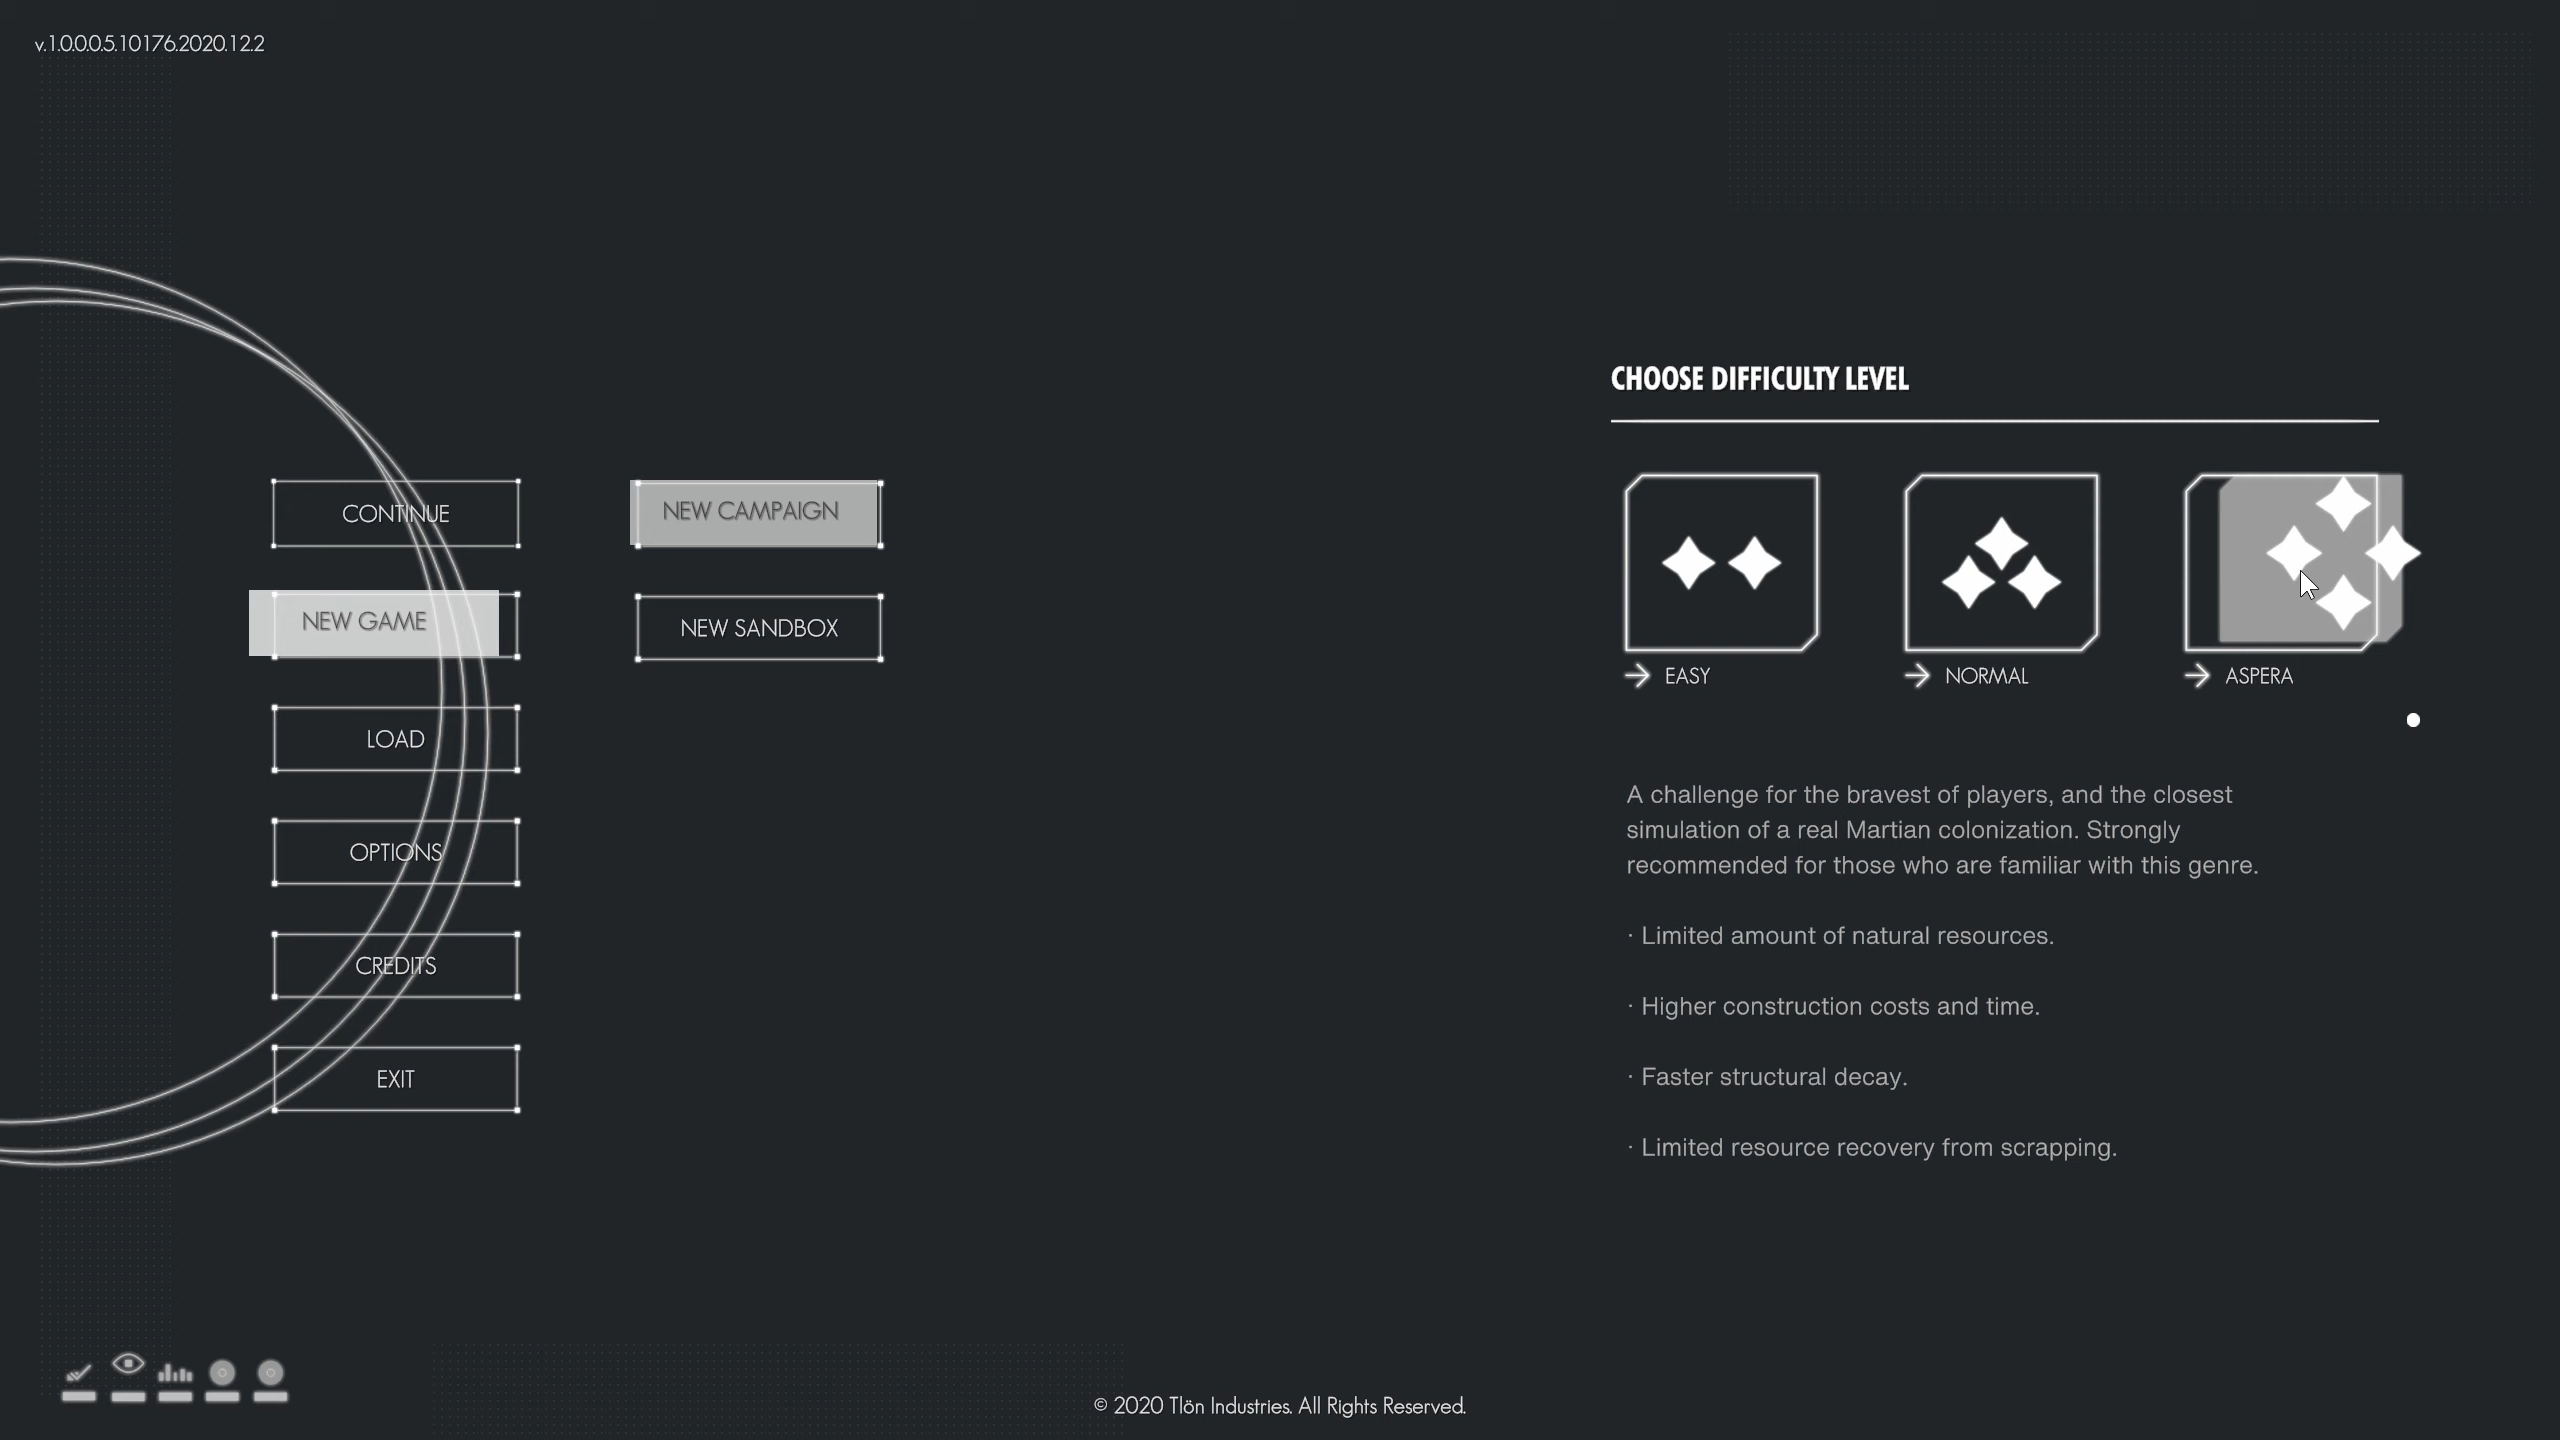 v.1.0.0.0.5.10176.2020.12.2
CONTINUE
NEW GAME
LOAD
OPTIONS
CREDITS
EXIT
NEW CAMPAIGN
NEW SANDBOX
CHOOSE DIFFICULTY LEVEL
EASY
NORMAL
ASPERA
A challenge for the bravest of players, and the closest
simulation of a real Martian colonization. Strongly
recommended for those who are familiar with this genre.
· Limited amount of natural resources.
· Higher construction costs and time.
· Faster structural decay.
· Limited resource recovery from scrapping.
© 2020 Tlön Industries. All Rights Reserved.